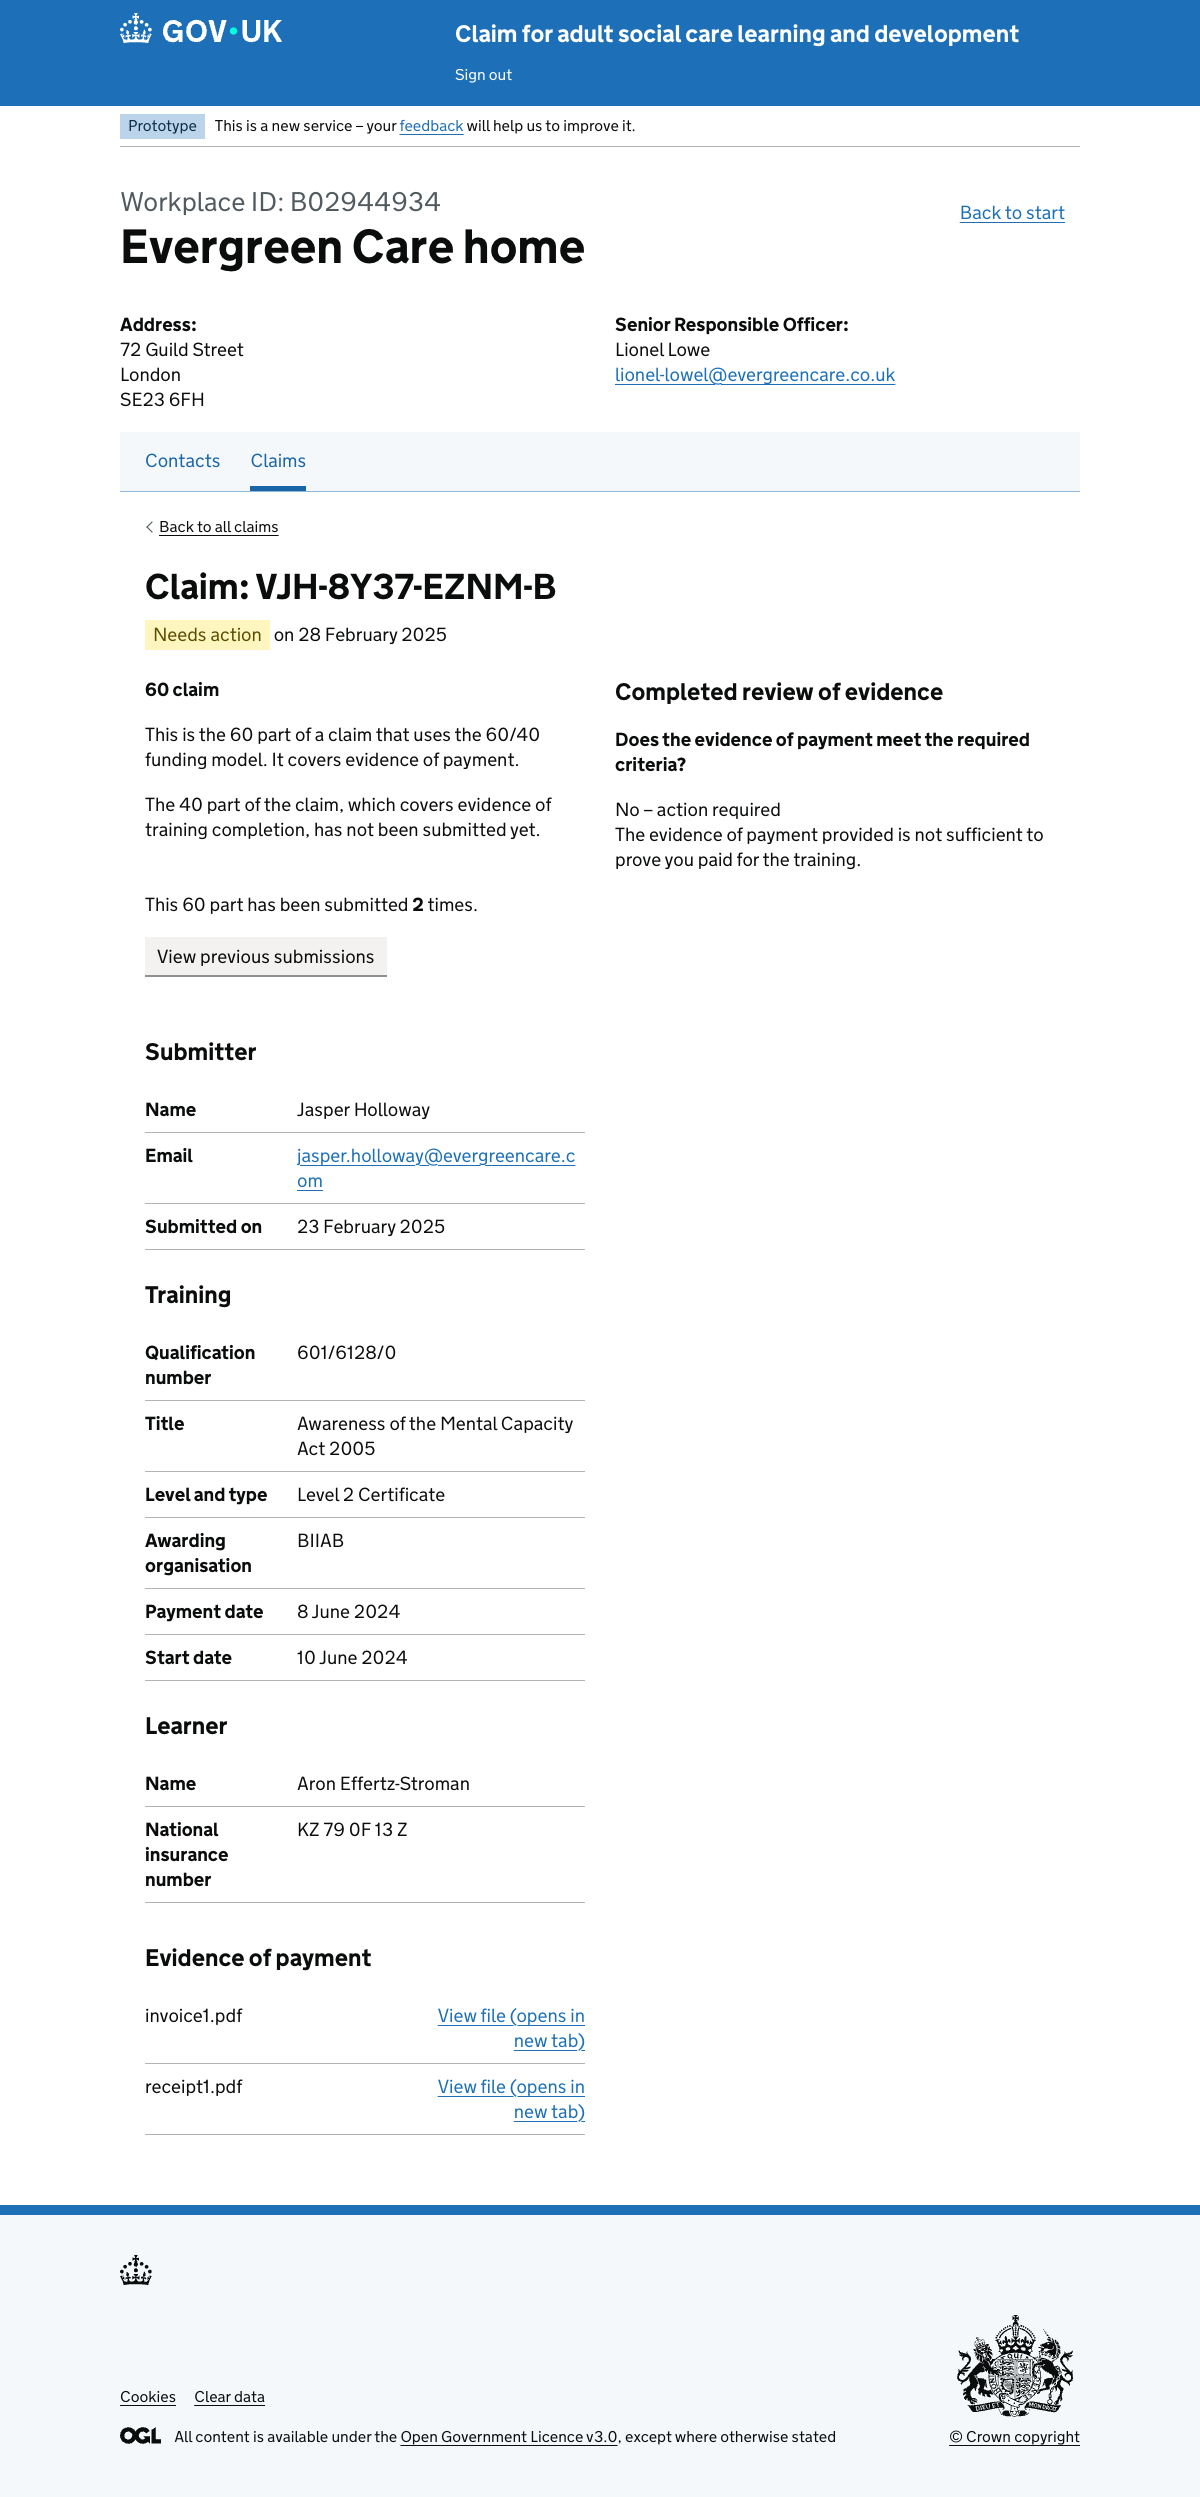 GOV·UK
Claim for adult social care learning and development
Sign out
Prototype This is a new service – your feedback will help us to improve it.
Workplace ID: B02944934
Evergreen Care home
Back to start
Address:
72 Guild Street
London
SE23 6FH
Senior Responsible Officer:
Lionel Lowe
lionel-lowel@evergreencare.co.uk
Contacts Claims
Back to all claims
Claim: VJH-8Y37-EZNM-B
Needs action on 28 February 2025
60 claim
This is the 60 part of a claim that uses the 60/40
funding model. It covers evidence of payment.
The 40 part of the claim, which covers evidence of
training completion, has not been submitted yet.
This 60 part has been submitted 2 times.
View previous submissions
Completed review of evidence
Does the evidence of payment meet the required
criteria?
No – action required
The evidence of payment provided is not sufficient to
prove you paid for the training.
Submitter
Name Jasper Holloway
Email jasper.holloway@evergreencare.c
om
Submitted on 23 February 2025
Training
Qualification
number 601/6128/0
Title Awareness of the Mental Capacity
Act 2005
Level and type Level 2 Certificate
Awarding
organisation BIIAB
Payment date 8 June 2024
Start date 10 June 2024
Learner
Name Aron Effertz-Stroman
National
insurance
number KZ 79 0F 13 Z
Evidence of payment
invoice1.pdf View file (opens in
new tab)
receipt1.pdf View file (opens in
new tab)
Cookies Clear data
OGL All content is available under the Open Government Licence v3.0, except where otherwise stated
© Crown copyright